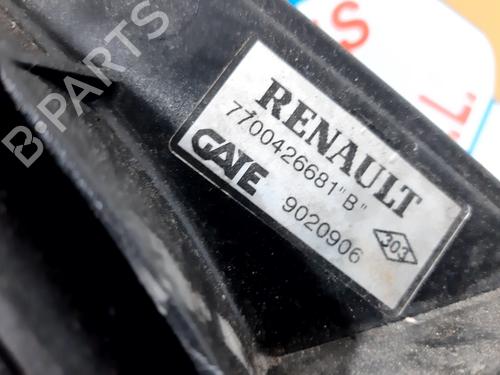 RENAULT
7700426681"B"
GATE
9020906
303
B-PARTS